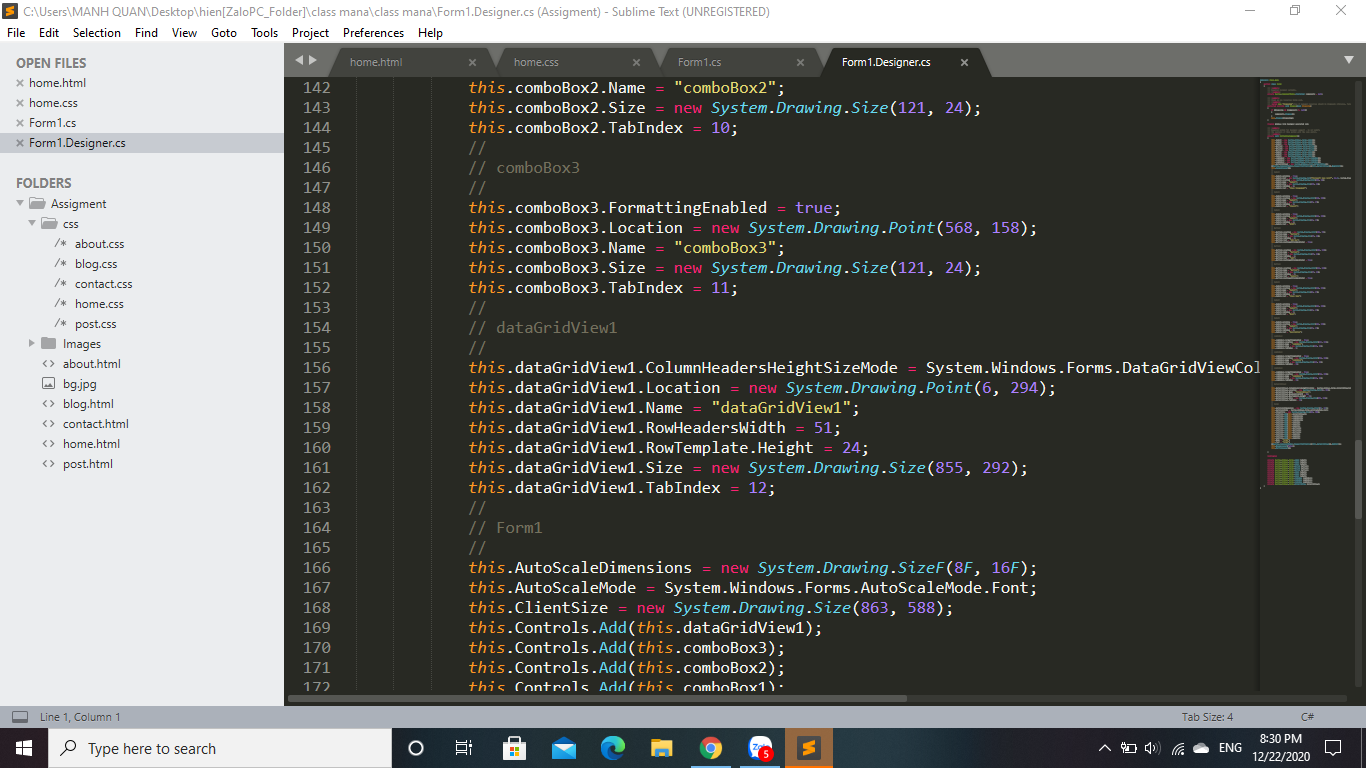 C:\Users\MANH QUAN\Desktop\hien[ZaloPC_Folder]\class mana\class mana\Form1.Designer.cs (Assigment) - Sublime Text (UNREGISTERED)
File Edit Selection Find View Goto Tools Project Preferences Help
OPEN FILES
home.html
home.css
Form1.cs
Form1.Designer.cs
FOLDERS
Assigment
css
/* about.css
/* blog.css
/* contact.css
/* home.css
/* post.css
Images
<> about.html
bg.jpg
<> blog.html
<> contact.html
<> home.html
<> post.html
home.html home.css Form1.cs Form1.Designer.cs
142 this.comboBox2.Name = "comboBox2";
143 this.comboBox2.Size = new System.Drawing.Size(121, 24);
144 this.comboBox2.TabIndex = 10;
145 //
146 // comboBox3
147 //
148 this.comboBox3.FormattingEnabled = true;
149 this.comboBox3.Location = new System.Drawing.Point(568, 158);
150 this.comboBox3.Name = "comboBox3";
151 this.comboBox3.Size = new System.Drawing.Size(121, 24);
152 this.comboBox3.TabIndex = 11;
153 //
154 // dataGridView1
155 //
156 this.dataGridView1.ColumnHeadersHeightSizeMode = System.Windows.Forms.DataGridViewCol
157 this.dataGridView1.Location = new System.Drawing.Point(6, 294);
158 this.dataGridView1.Name = "dataGridView1";
159 this.dataGridView1.RowHeadersWidth = 51;
160 this.dataGridView1.RowTemplate.Height = 24;
161 this.dataGridView1.Size = new System.Drawing.Size(855, 292);
162 this.dataGridView1.TabIndex = 12;
163 //
164 // Form1
165 //
166 this.AutoScaleDimensions = new System.Drawing.SizeF(8F, 16F);
167 this.AutoScaleMode = System.Windows.Forms.AutoScaleMode.Font;
168 this.ClientSize = new System.Drawing.Size(863, 588);
169 this.Controls.Add(this.dataGridView1);
170 this.Controls.Add(this.comboBox3);
171 this.Controls.Add(this.comboBox2);
172 this.Controls.Add(this.comboBox1);
Line 1, Column 1 Tab Size: 4 C#
Type here to search
5
ENG
8:30 PM
12/22/2020